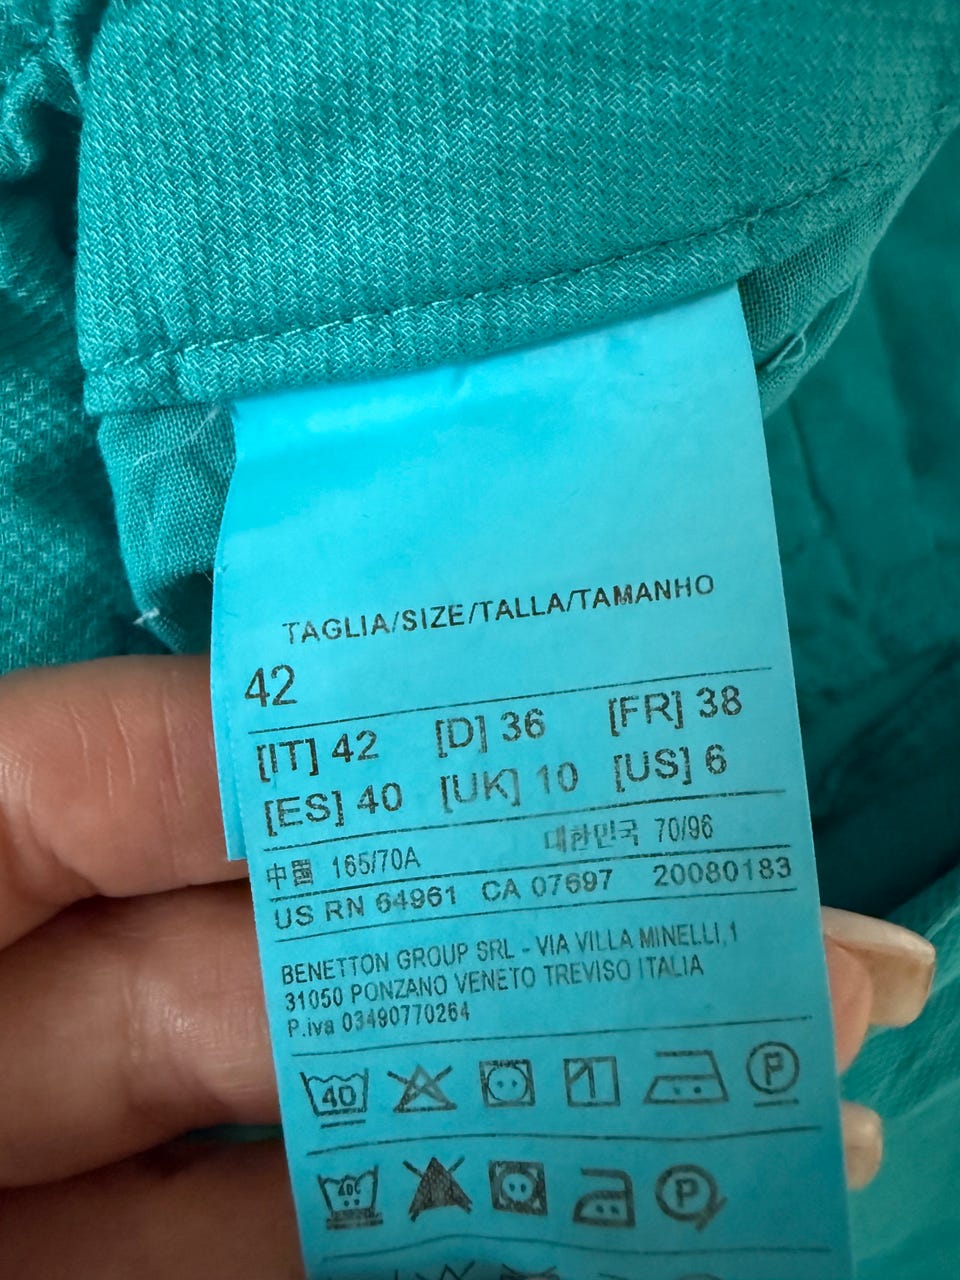 TAGLIA/SIZE/TALLA/TAMANHO
42
[IT] 42 [D] 36 [FR] 38
[ES] 40 [UK] 10 [US] 6
中國 165/70A 대한민국 70/96
US RN 64961 CA 07697 20080183
BENETTON GROUP SRL - VIA VILLA MINELLI,1
31050 PONZANO VENETO TREVISO ITALIA
P.iva 03490770264
40 P
40 P